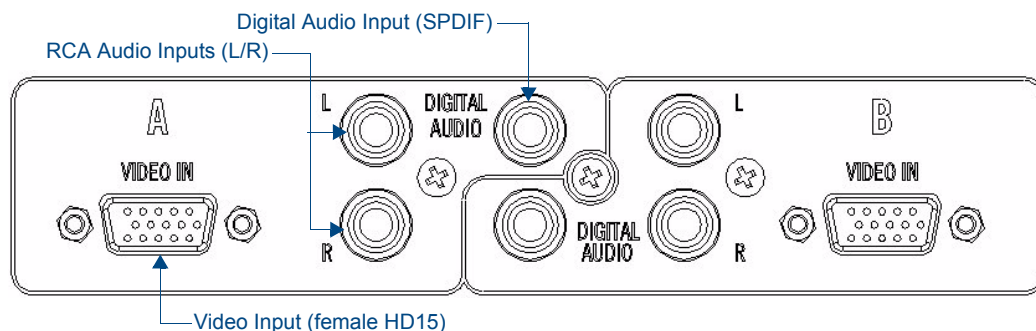 Digital Audio Input (SPDIF)
RCA Audio Inputs (L/R)
A
L
DIGITAL
AUDIO
L
B
VIDEO IN
VIDEO IN
R
DIGITAL
AUDIO
R
Video Input (female HD15)